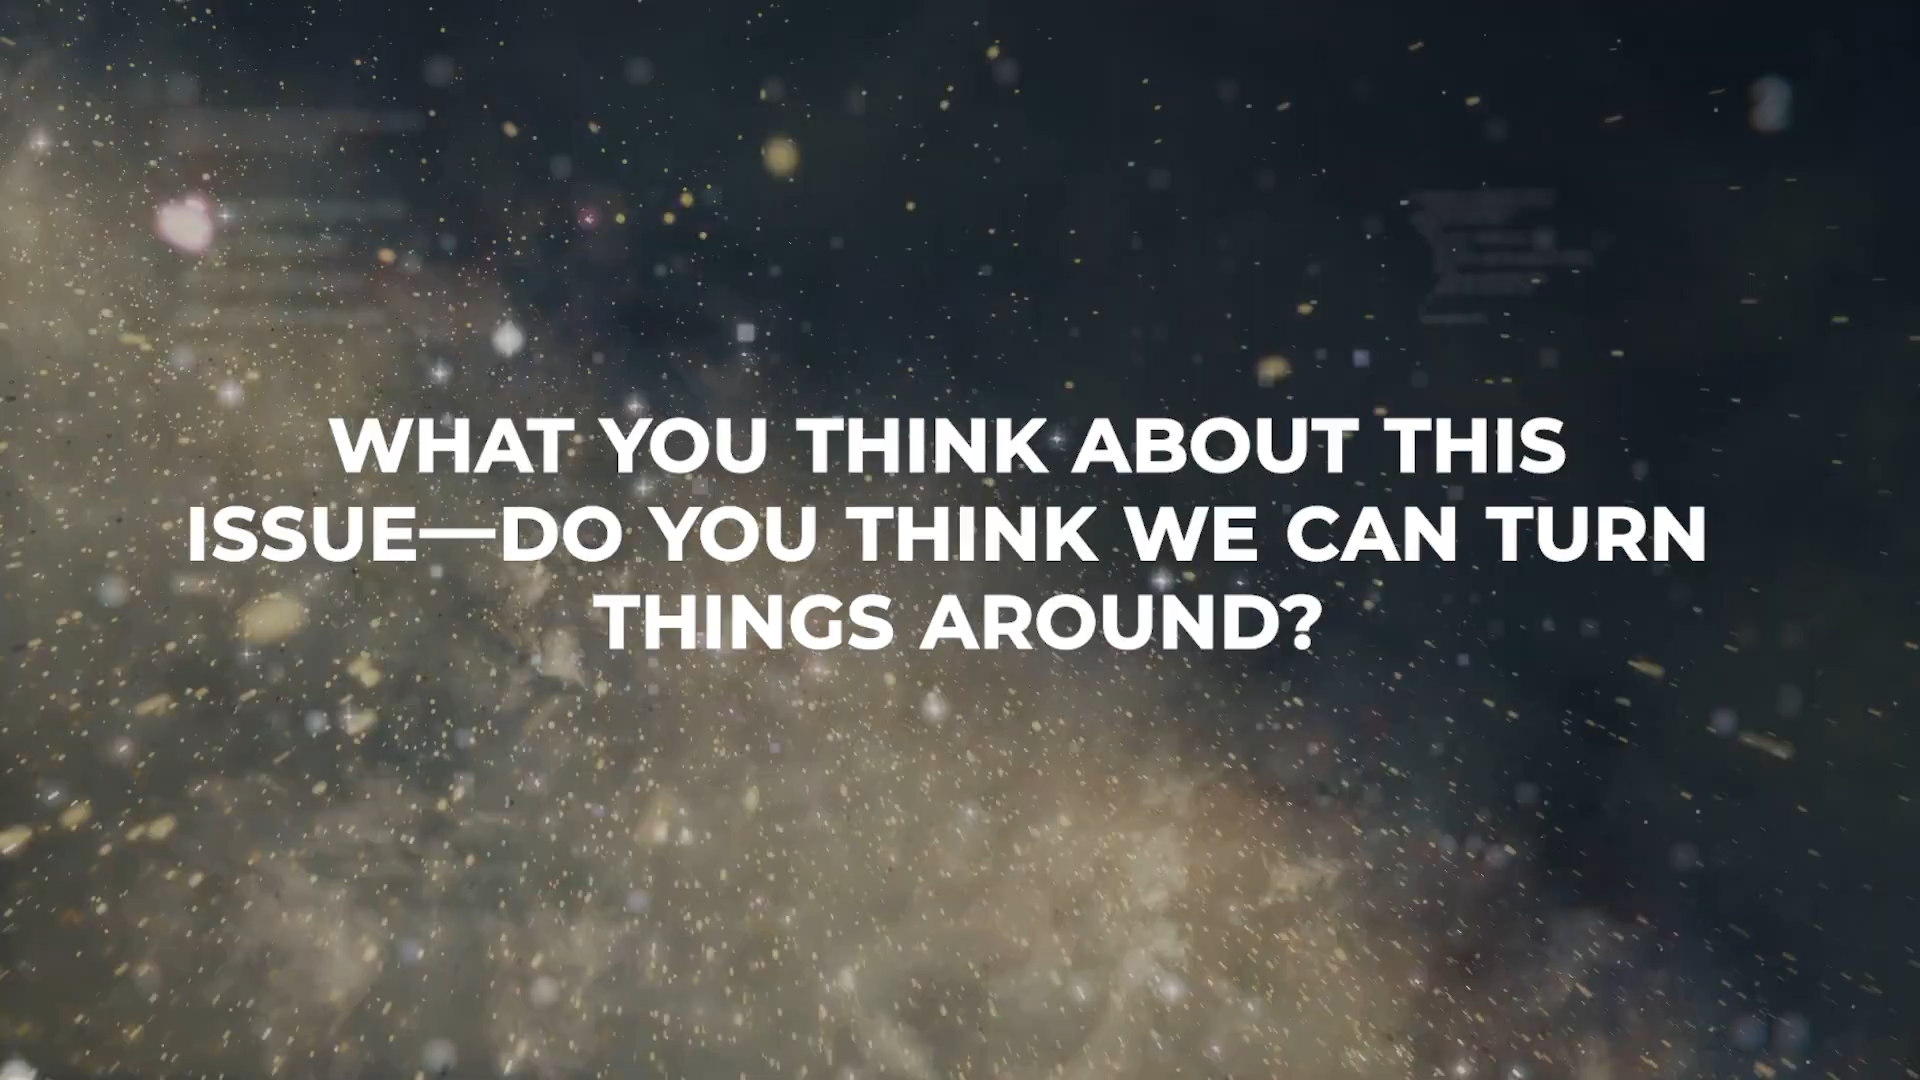 WHAT YOU THINK ABOUT THIS
ISSUE—DO YOU THINK WE CAN TURN
THINGS AROUND?